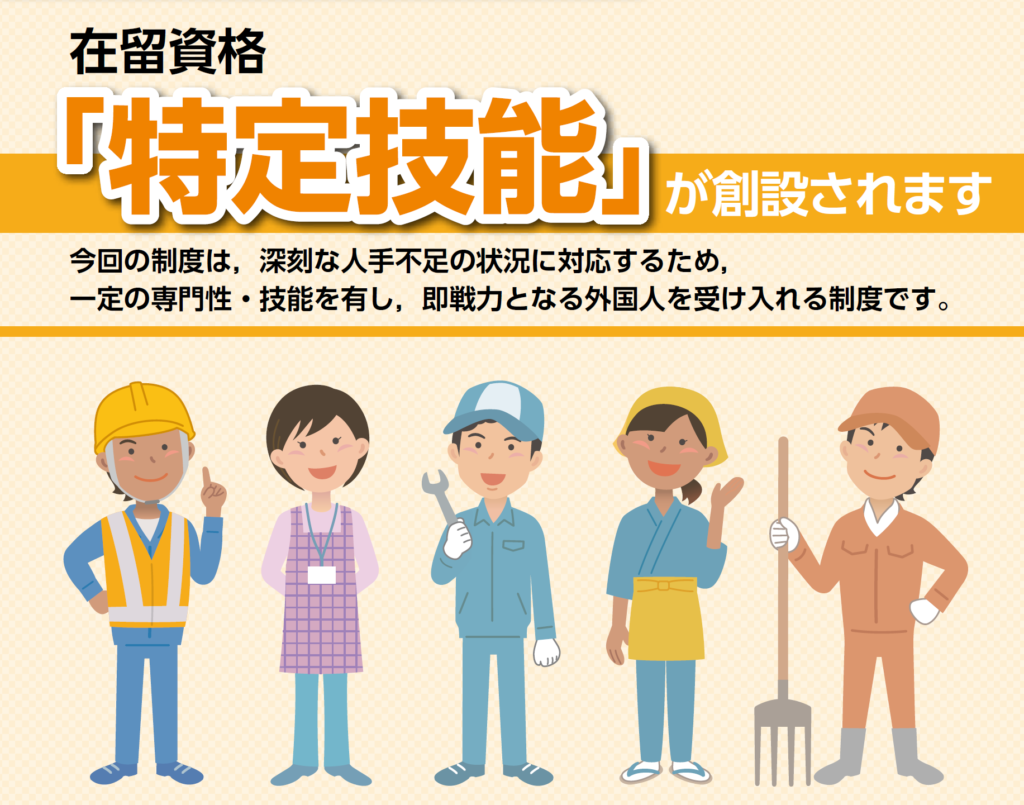 在留資格
「特定技能」が創設されます
今回の制度は，深刻な人手不足の状況に対応するため，
一定の専門性・技能を有し，即戦力となる外国人を受け入れる制度です。